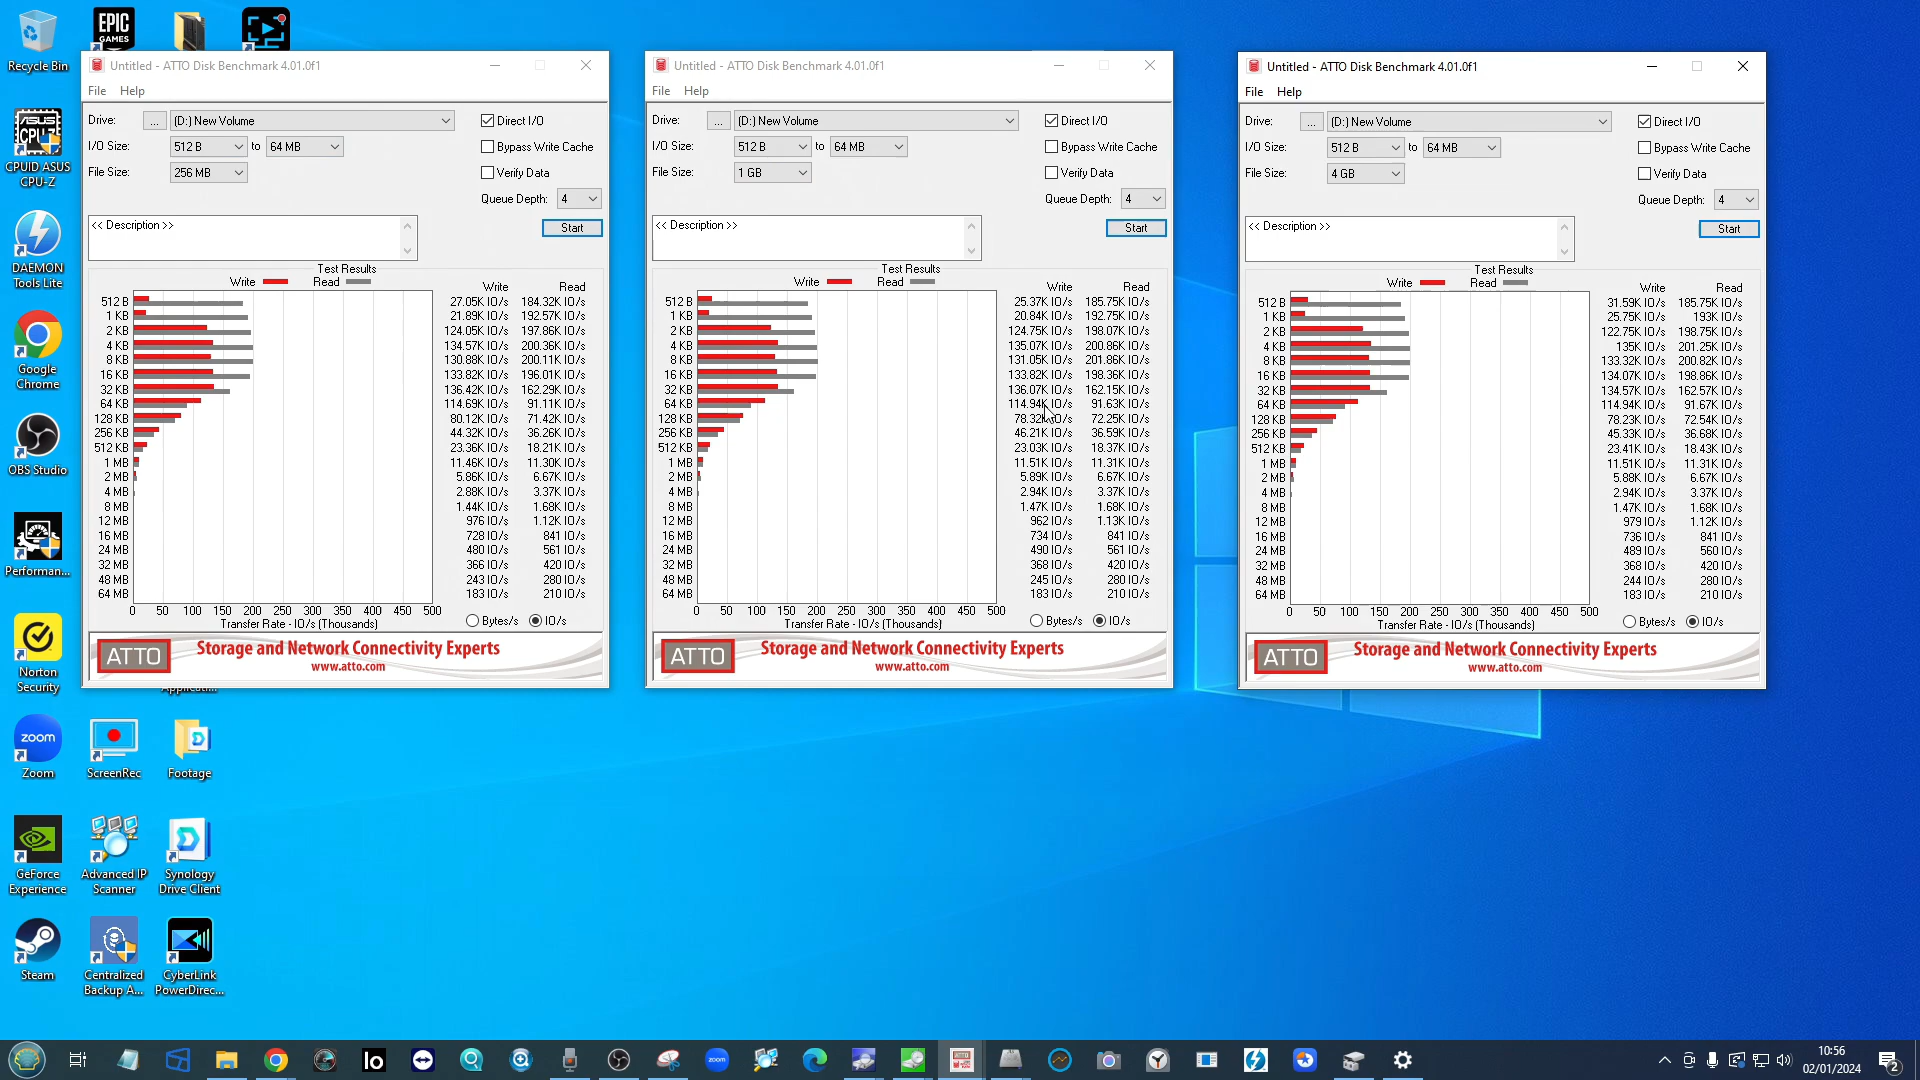 Recycle Bin
EPIC
GAMES
CPUID ASUS
CPU-Z
DAEMON
Tools Lite
Google
Chrome
OBS Studio
Performan...
Norton
Security
zoom
Zoom
ScreenRec
Footage
GeForce
Experience
Advanced IP
Scanner
Synology
Drive Client
Steam
Centralized
Backup A...
CyberLink
PowerDirec...
Untitled - ATTO Disk Benchmark 4.01.0f1
File Help
Drive: ... (D:) New Volume
Direct I/O
I/O Size: 512 B to 64 MB
Bypass Write Cache
File Size: 256 MB
Verify Data
Queue Depth: 4
<< Description >>
Start
Test Results
Write Read
Write Read
512 B 27.05K IO/s 184.32K IO/s
1 KB 21.89K IO/s 192.57K IO/s
2 KB 124.05K IO/s 197.86K IO/s
4 KB 134.57K IO/s 200.36K IO/s
8 KB 130.88K IO/s 200.11K IO/s
16 KB 133.82K IO/s 196.01K IO/s
32 KB 136.42K IO/s 162.29K IO/s
64 KB 114.69K IO/s 91.11K IO/s
128 KB 80.12K IO/s 71.42K IO/s
256 KB 44.32K IO/s 36.26K IO/s
512 KB 23.36K IO/s 18.21K IO/s
1 MB 11.46K IO/s 11.30K IO/s
2 MB 5.86K IO/s 6.67K IO/s
4 MB 2.88K IO/s 3.37K IO/s
8 MB 1.44K IO/s 1.68K IO/s
12 MB 976 IO/s 1.12K IO/s
16 MB 728 IO/s 841 IO/s
24 MB 480 IO/s 561 IO/s
32 MB 366 IO/s 420 IO/s
48 MB 243 IO/s 280 IO/s
64 MB 183 IO/s 210 IO/s
0 50 100 150 200 250 300 350 400 450 500
Transfer Rate - IO/s (Thousands)
Bytes/s IO/s
ATTO Storage and Network Connectivity Experts
www.atto.com
Untitled - ATTO Disk Benchmark 4.01.0f1
File Help
Drive: ... (D:) New Volume
Direct I/O
I/O Size: 512 B to 64 MB
Bypass Write Cache
File Size: 1 GB
Verify Data
Queue Depth: 4
<< Description >>
Start
Test Results
Write Read
Write Read
512 B 25.37K IO/s 185.75K IO/s
1 KB 20.84K IO/s 192.75K IO/s
2 KB 124.75K IO/s 198.07K IO/s
4 KB 135.07K IO/s 200.86K IO/s
8 KB 131.05K IO/s 201.86K IO/s
16 KB 133.82K IO/s 198.36K IO/s
32 KB 136.07K IO/s 162.15K IO/s
64 KB 114.94K IO/s 91.63K IO/s
128 KB 78.32K IO/s 72.25K IO/s
256 KB 46.21K IO/s 36.59K IO/s
512 KB 23.03K IO/s 18.37K IO/s
1 MB 11.51K IO/s 11.31K IO/s
2 MB 5.89K IO/s 6.67K IO/s
4 MB 2.94K IO/s 3.37K IO/s
8 MB 1.47K IO/s 1.68K IO/s
12 MB 962 IO/s 1.13K IO/s
16 MB 734 IO/s 841 IO/s
24 MB 490 IO/s 561 IO/s
32 MB 368 IO/s 420 IO/s
48 MB 245 IO/s 280 IO/s
64 MB 183 IO/s 210 IO/s
0 50 100 150 200 250 300 350 400 450 500
Transfer Rate - IO/s (Thousands)
Bytes/s IO/s
ATTO Storage and Network Connectivity Experts
www.atto.com
Untitled - ATTO Disk Benchmark 4.01.0f1
File Help
Drive: ... (D:) New Volume
Direct I/O
I/O Size: 512 B to 64 MB
Bypass Write Cache
File Size: 4 GB
Verify Data
Queue Depth: 4
<< Description >>
Start
Test Results
Write Read
Write Read
512 B 31.59K IO/s 185.75K IO/s
1 KB 25.75K IO/s 193K IO/s
2 KB 122.75K IO/s 198.75K IO/s
4 KB 135K IO/s 201.25K IO/s
8 KB 133.32K IO/s 200.82K IO/s
16 KB 134.07K IO/s 198.86K IO/s
32 KB 134.57K IO/s 162.57K IO/s
64 KB 114.94K IO/s 91.67K IO/s
128 KB 78.23K IO/s 72.54K IO/s
256 KB 45.33K IO/s 36.68K IO/s
512 KB 23.41K IO/s 18.43K IO/s
1 MB 11.51K IO/s 11.31K IO/s
2 MB 5.88K IO/s 6.67K IO/s
4 MB 2.94K IO/s 3.37K IO/s
8 MB 1.47K IO/s 1.68K IO/s
12 MB 979 IO/s 1.12K IO/s
16 MB 736 IO/s 841 IO/s
24 MB 489 IO/s 560 IO/s
32 MB 368 IO/s 420 IO/s
48 MB 244 IO/s 280 IO/s
64 MB 183 IO/s 210 IO/s
0 50 100 150 200 250 300 350 400 450 500
Transfer Rate - IO/s (Thousands)
Bytes/s IO/s
ATTO Storage and Network Connectivity Experts
www.atto.com
Io
zoom
10:56
02/01/2024
2